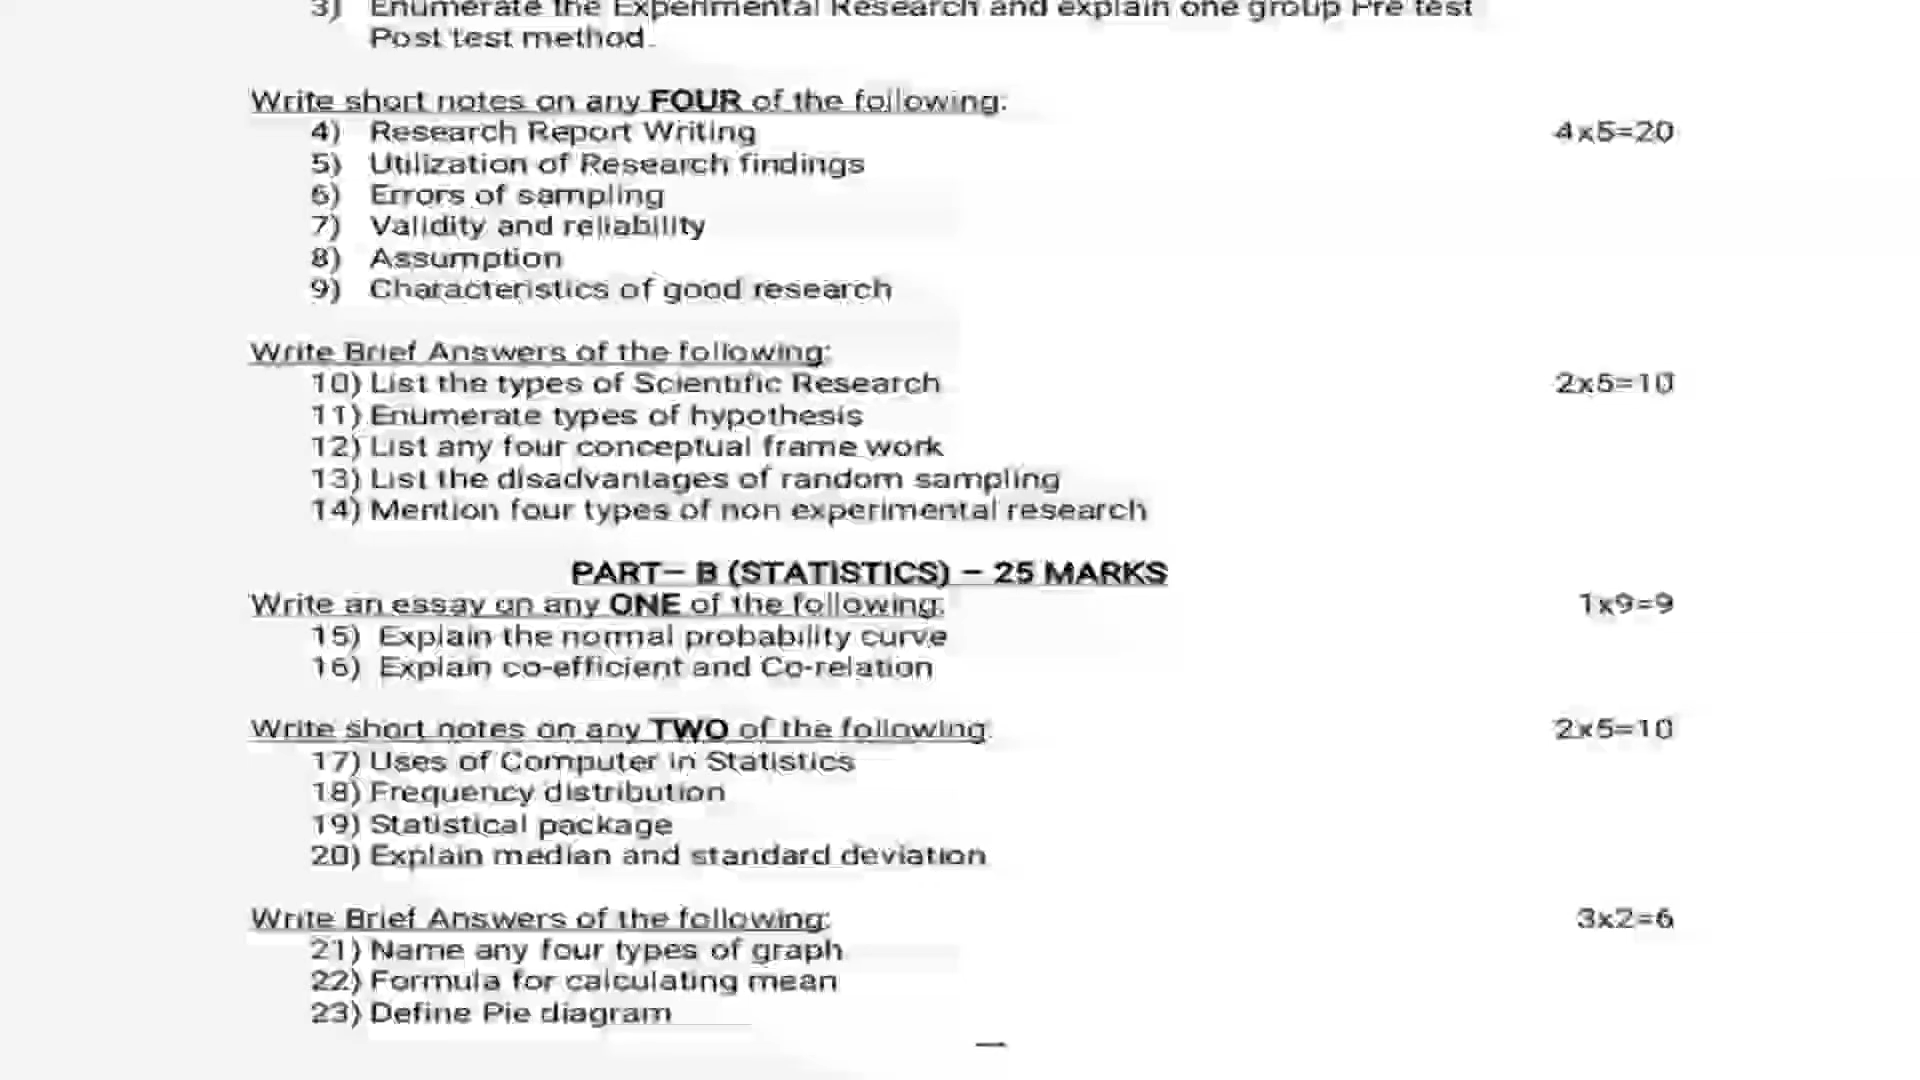 3) Enumerate the Experimental Research and explain one group Pre test
Post test method.
Write short notes on any FOUR of the following:
4) Research Report Writing 4x5=20
5) Utilization of Research findings
6) Errors of sampling
7) Validity and reliability
8) Assumption
9) Characteristics of good research
Write Brief Answers of the following:
10) List the types of Scientific Research 2x5=10
11) Enumerate types of hypothesis
12) List any four conceptual frame work
13) List the disadvantages of random sampling
14) Mention four types of non experimental research
PART– B (STATISTICS) – 25 MARKS
Write an essay on any ONE of the following: 1x9=9
15) Explain the normal probability curve
16) Explain co-efficient and Co-relation
Write short notes on any TWO of the following: 2x5=10
17) Uses of Computer in Statistics
18) Frequency distribution
19) Statistical package
20) Explain median and standard deviation
Write Brief Answers of the following: 3x2=6
21) Name any four types of graph
22) Formula for calculating mean
23) Define Pie diagram